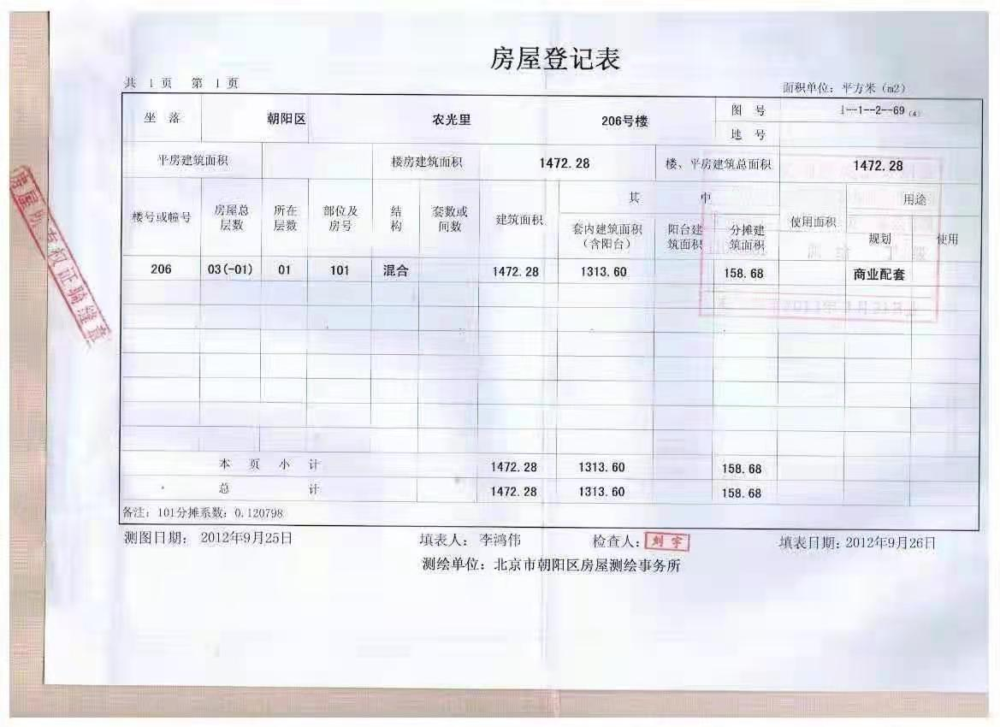 房屋登记表
共 1 页 第 1 页
面积单位：平方米（m2）
坐 落 朝阳区 农光里 206号楼 图 号 1--1--2--69 (4)
地 号
平房建筑面积 楼房建筑面积 1472.28 楼、平房建筑总面积 1472.28
楼号或幢号 房屋总层数 所在层数 部位及房号 结构 套数或间数 建筑面积 其 中 使用面积 用途
套内建筑面积（含阳台） 阳台建筑面积 分摊建筑面积 规划 使用
206 03(-01) 01 101 混合 1472.28 1313.60 158.68 商业配套
本 页 小 计 1472.28 1313.60 158.68
总 计 1472.28 1313.60 158.68
备注：101分摊系数：0.120798
测图日期： 2012年9月25日 填表人： 李鸿伟 检查人： 刘宇 填表日期：2012年9月26日
测绘单位：北京市朝阳区房屋测绘事务所
房屋所有权证骑缝章